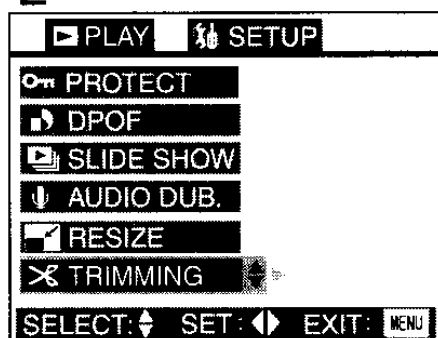 PLAY SETUP
PROTECT
DPOF
SLIDE SHOW
AUDIO DUB.
RESIZE
TRIMMING
SELECT: SET: EXIT: MENU